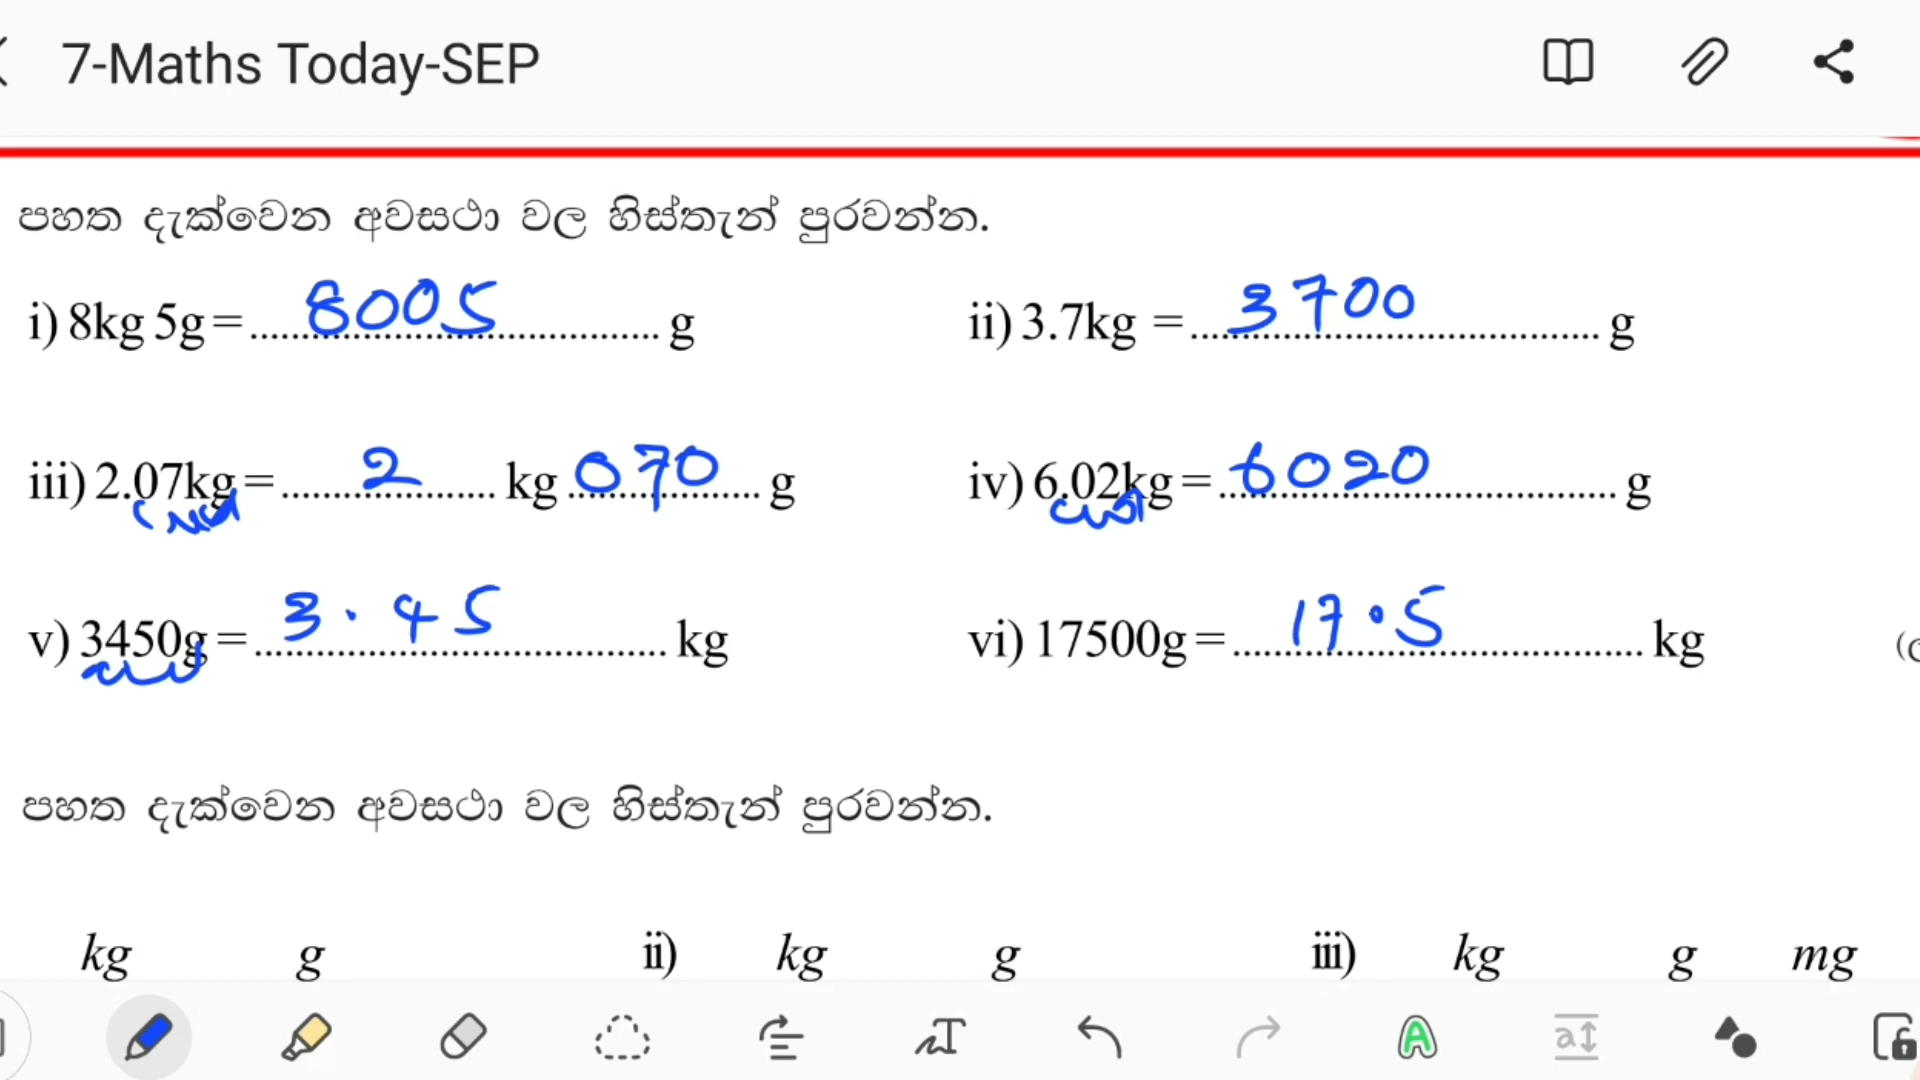 7-Maths Today-SEP
පහත දැක්වෙන අවසථා වල හිස්තැන් පුරවන්න.
i) 8kg 5g = 8005 g ii) 3.7kg = 3700 g
iii) 2.07kg = 2 kg 070 g iv) 6.02kg = 6020 g
v) 3450g = 3.45 kg vi) 17500g = 17.5 kg
පහත දැක්වෙන අවසථා වල හිස්තැන් පුරවන්න.
kg g ii) kg g iii) kg g mg